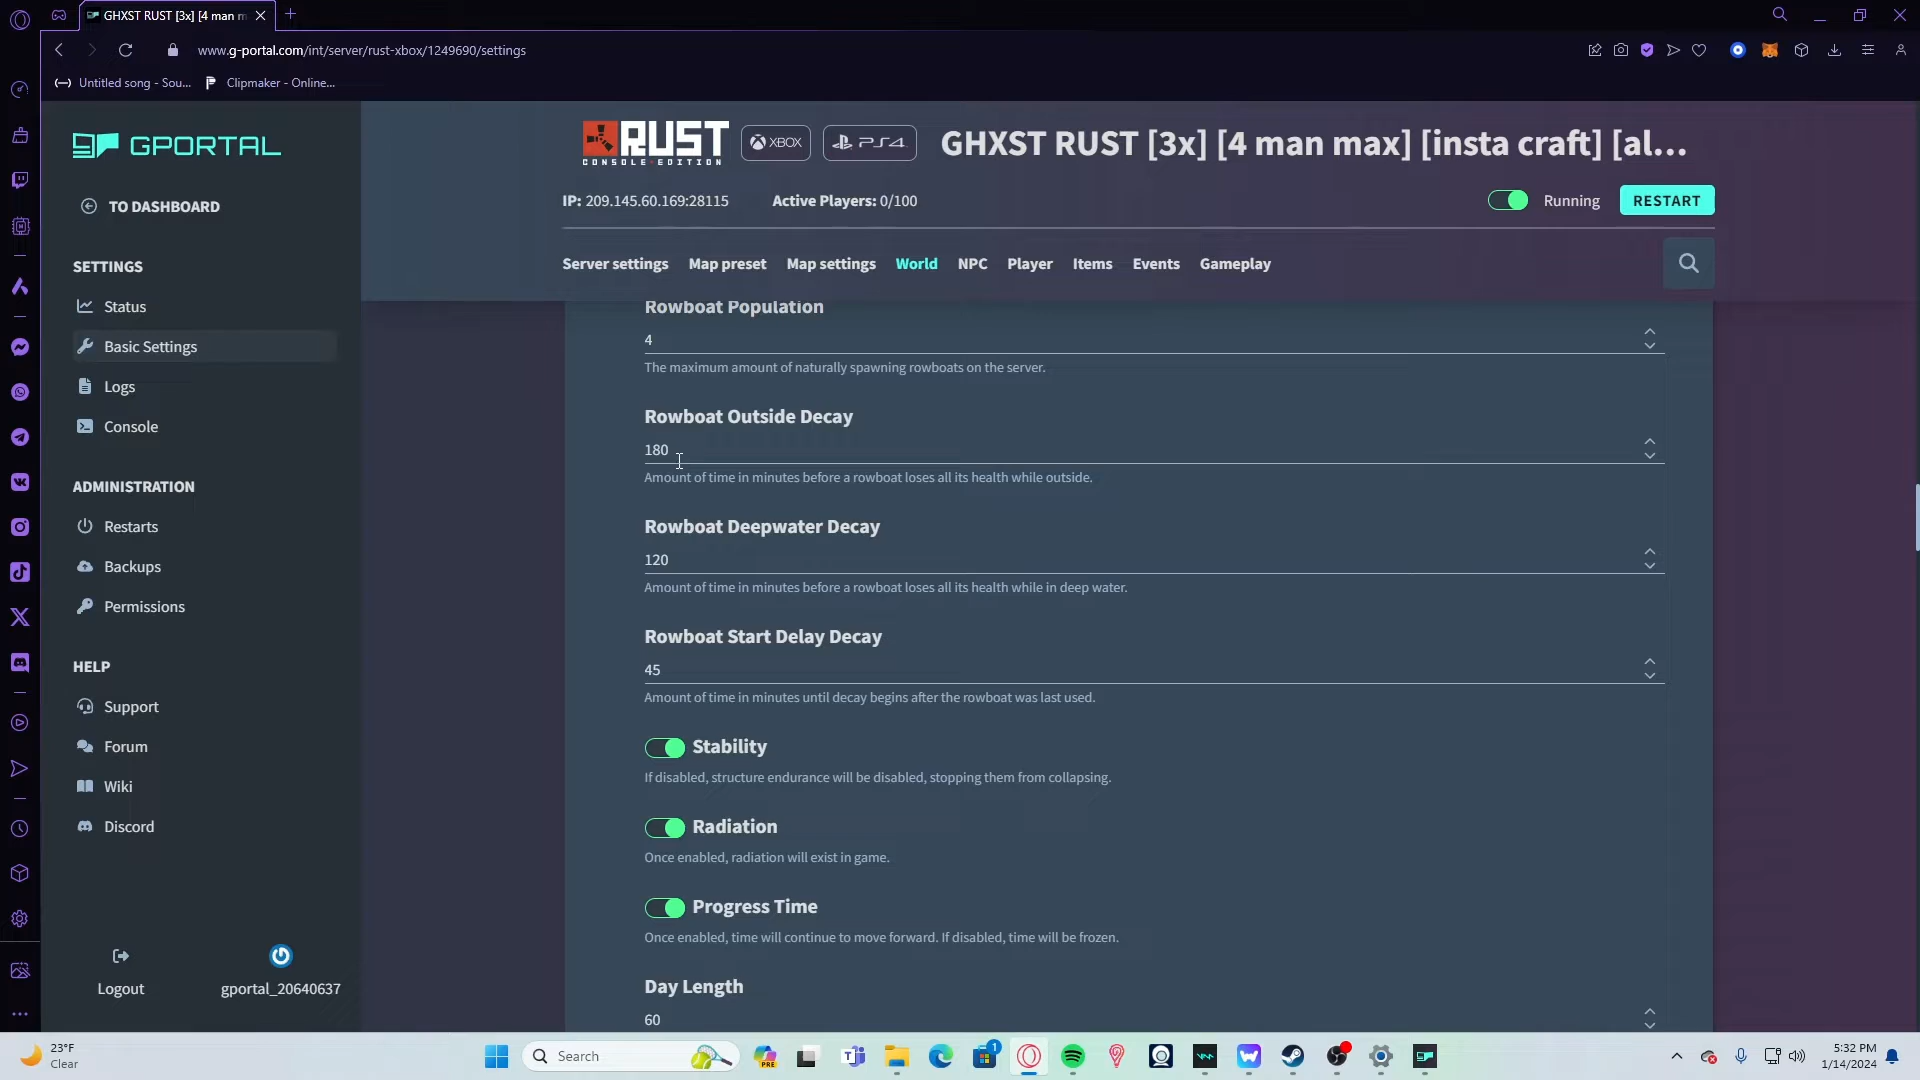 GHXST RUST [3x] [4 man m
www.g-portal.com/int/server/rust-xbox/1249690/settings
Untitled song - Sou...
Clipmaker - Online...
GPORTAL
TO DASHBOARD
SETTINGS
Status
Basic Settings
Logs
Console
ADMINISTRATION
Restarts
Backups
Permissions
HELP
Support
Forum
Wiki
Discord
Logout
gportal_20640637
RUST
CONSOLE EDITION
XBOX
PS4
GHXST RUST [3x] [4 man max] [insta craft] [al...
IP: 209.145.60.169:28115
Active Players: 0/100
Running
RESTART
Server settings
Map preset
Map settings
World
NPC
Player
Items
Events
Gameplay
Rowboat Population
4
The maximum amount of naturally spawning rowboats on the server.
Rowboat Outside Decay
180
Amount of time in minutes before a rowboat loses all its health while outside.
Rowboat Deepwater Decay
120
Amount of time in minutes before a rowboat loses all its health while in deep water.
Rowboat Start Delay Decay
45
Amount of time in minutes until decay begins after the rowboat was last used.
Stability
If disabled, structure endurance will be disabled, stopping them from collapsing.
Radiation
Once enabled, radiation will exist in game.
Progress Time
Once enabled, time will continue to move forward. If disabled, time will be frozen.
Day Length
60
23°F
Clear
Search
PRE
1
5:32 PM
1/14/2024